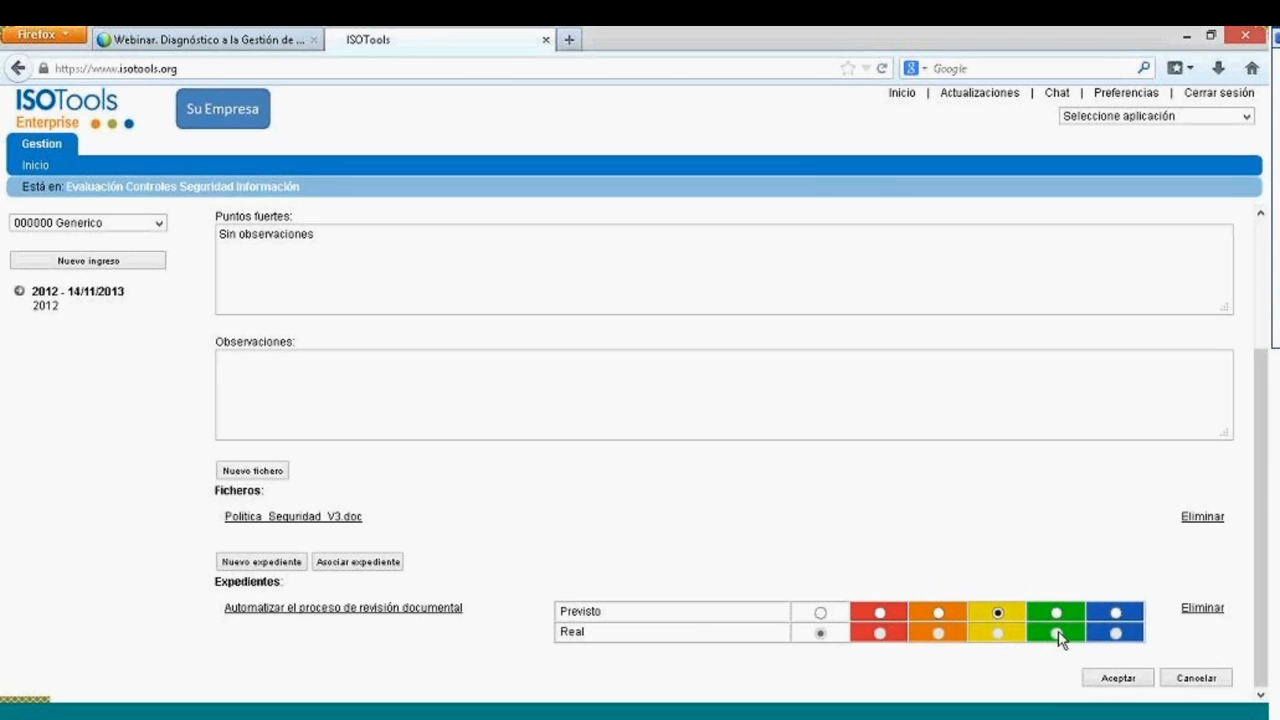 Firefox
Webinar. Diagnóstico a la Gestión de ...
ISOTools
https://www.isotools.org
Google
ISOTools
Enterprise
Su Empresa
Inicio | Actualizaciones | Chat | Preferencias | Cerrar sesión
Seleccione aplicación
Gestion
Inicio
Está en: Evaluación Controles Seguridad Información
000000 Generico
Nuevo ingreso
2012 - 14/11/2013
2012
Puntos fuertes:
Sin observaciones
Observaciones:
Nuevo fichero
Ficheros:
Politica_Seguridad_V3.doc
Eliminar
Nuevo expediente
Asociar expediente
Expedientes:
Automatizar el proceso de revisión documental
Previsto
Eliminar
Real
Aceptar
Cancelar